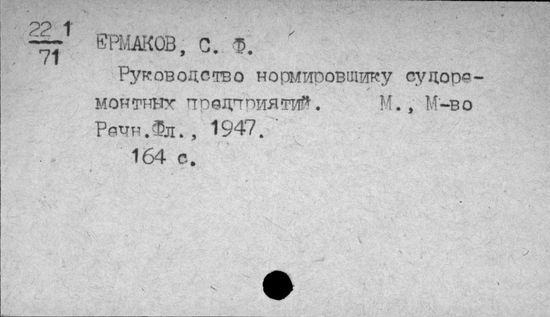 22 1
71
ЕРМАКОВ, С. Ф.
Руководство нормировщику судоре-
монтных предприятий. М., М-во
Речн.Фл., 1947.
164 с.